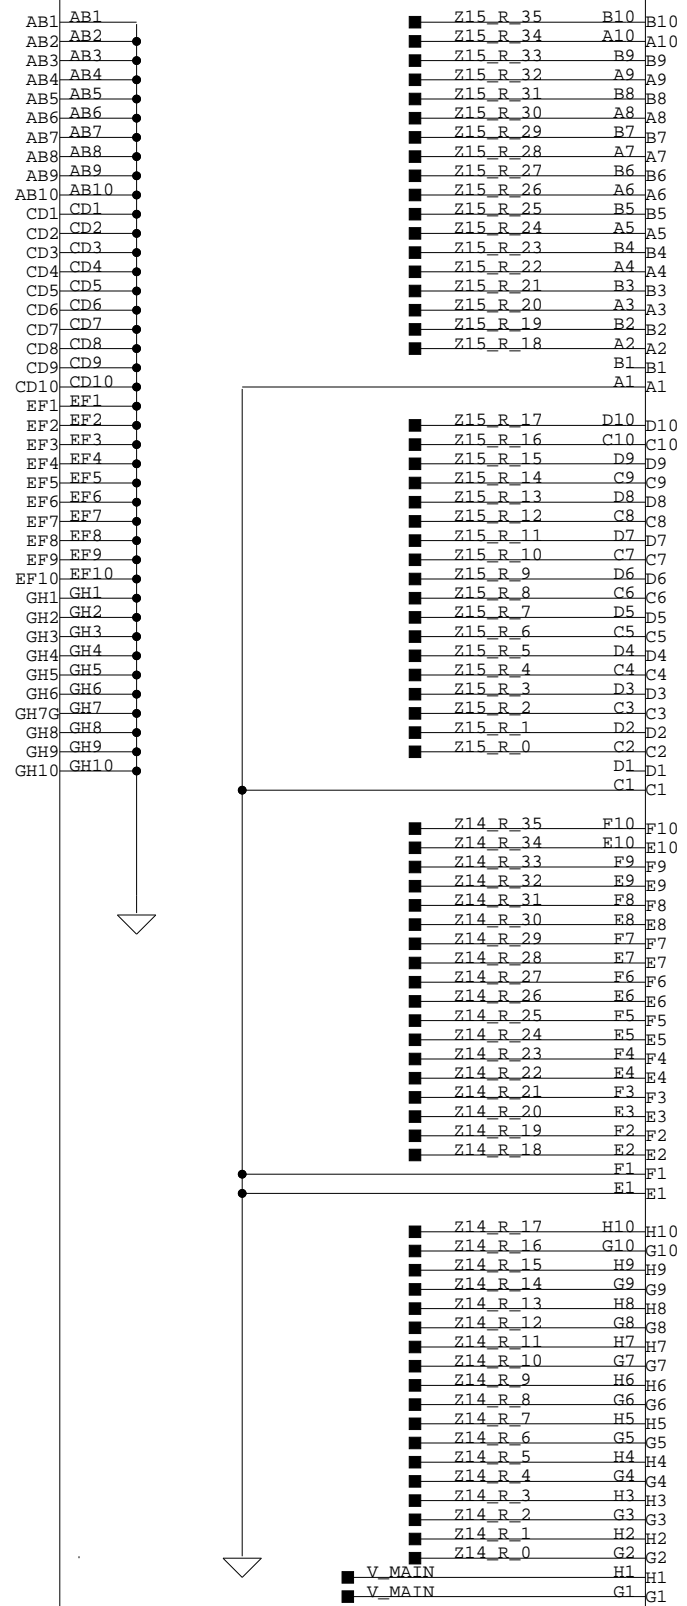 AB1 AB1
AB2 AB2
AB3 AB3
AB4 AB4
AB5 AB5
AB6 AB6
AB7 AB7
AB8 AB8
AB9 AB9
AB10 AB10
CD1 CD1
CD2 CD2
CD3 CD3
CD4 CD4
CD5 CD5
CD6 CD6
CD7 CD7
CD8 CD8
CD9 CD9
CD10 CD10
EF1 EF1
EF2 EF2
EF3 EF3
EF4 EF4
EF5 EF5
EF6 EF6
EF7 EF7
EF8 EF8
EF9 EF9
EF10 EF10
GH1 GH1
GH2 GH2
GH3 GH3
GH4 GH4
GH5 GH5
GH6 GH6
GH7G GH7
GH8 GH8
GH9 GH9
GH10 GH10
Z15_R_35 B10 B10
Z15_R_34 A10 A10
Z15_R_33 B9 B9
Z15_R_32 A9 A9
Z15_R_31 B8 B8
Z15_R_30 A8 A8
Z15_R_29 B7 B7
Z15_R_28 A7 A7
Z15_R_27 B6 B6
Z15_R_26 A6 A6
Z15_R_25 B5 B5
Z15_R_24 A5 A5
Z15_R_23 B4 B4
Z15_R_22 A4 A4
Z15_R_21 B3 B3
Z15_R_20 A3 A3
Z15_R_19 B2 B2
Z15_R_18 A2 A2
B1 B1
A1 A1
Z15_R_17 D10 D10
Z15_R_16 C10 C10
Z15_R_15 D9 D9
Z15_R_14 C9 C9
Z15_R_13 D8 D8
Z15_R_12 C8 C8
Z15_R_11 D7 D7
Z15_R_10 C7 C7
Z15_R_9 D6 D6
Z15_R_8 C6 C6
Z15_R_7 D5 D5
Z15_R_6 C5 C5
Z15_R_5 D4 D4
Z15_R_4 C4 C4
Z15_R_3 D3 D3
Z15_R_2 C3 C3
Z15_R_1 D2 D2
Z15_R_0 C2 C2
D1 D1
C1 C1
Z14_R_35 F10 F10
Z14_R_34 E10 E10
Z14_R_33 F9 F9
Z14_R_32 E9 E9
Z14_R_31 F8 F8
Z14_R_30 E8 E8
Z14_R_29 F7 F7
Z14_R_28 E7 E7
Z14_R_27 F6 F6
Z14_R_26 E6 E6
Z14_R_25 F5 F5
Z14_R_24 E5 E5
Z14_R_23 F4 F4
Z14_R_22 E4 E4
Z14_R_21 F3 F3
Z14_R_20 E3 E3
Z14_R_19 F2 F2
Z14_R_18 E2 E2
F1 F1
E1 E1
Z14_R_17 H10 H10
Z14_R_16 G10 G10
Z14_R_15 H9 H9
Z14_R_14 G9 G9
Z14_R_13 H8 H8
Z14_R_12 G8 G8
Z14_R_11 H7 H7
Z14_R_10 G7 G7
Z14_R_9 H6 H6
Z14_R_8 G6 G6
Z14_R_7 H5 H5
Z14_R_6 G5 G5
Z14_R_5 H4 H4
Z14_R_4 G4 G4
Z14_R_3 H3 H3
Z14_R_2 G3 G3
Z14_R_1 H2 H2
Z14_R_0 G2 G2
V_MAIN H1 H1
V_MAIN G1 G1